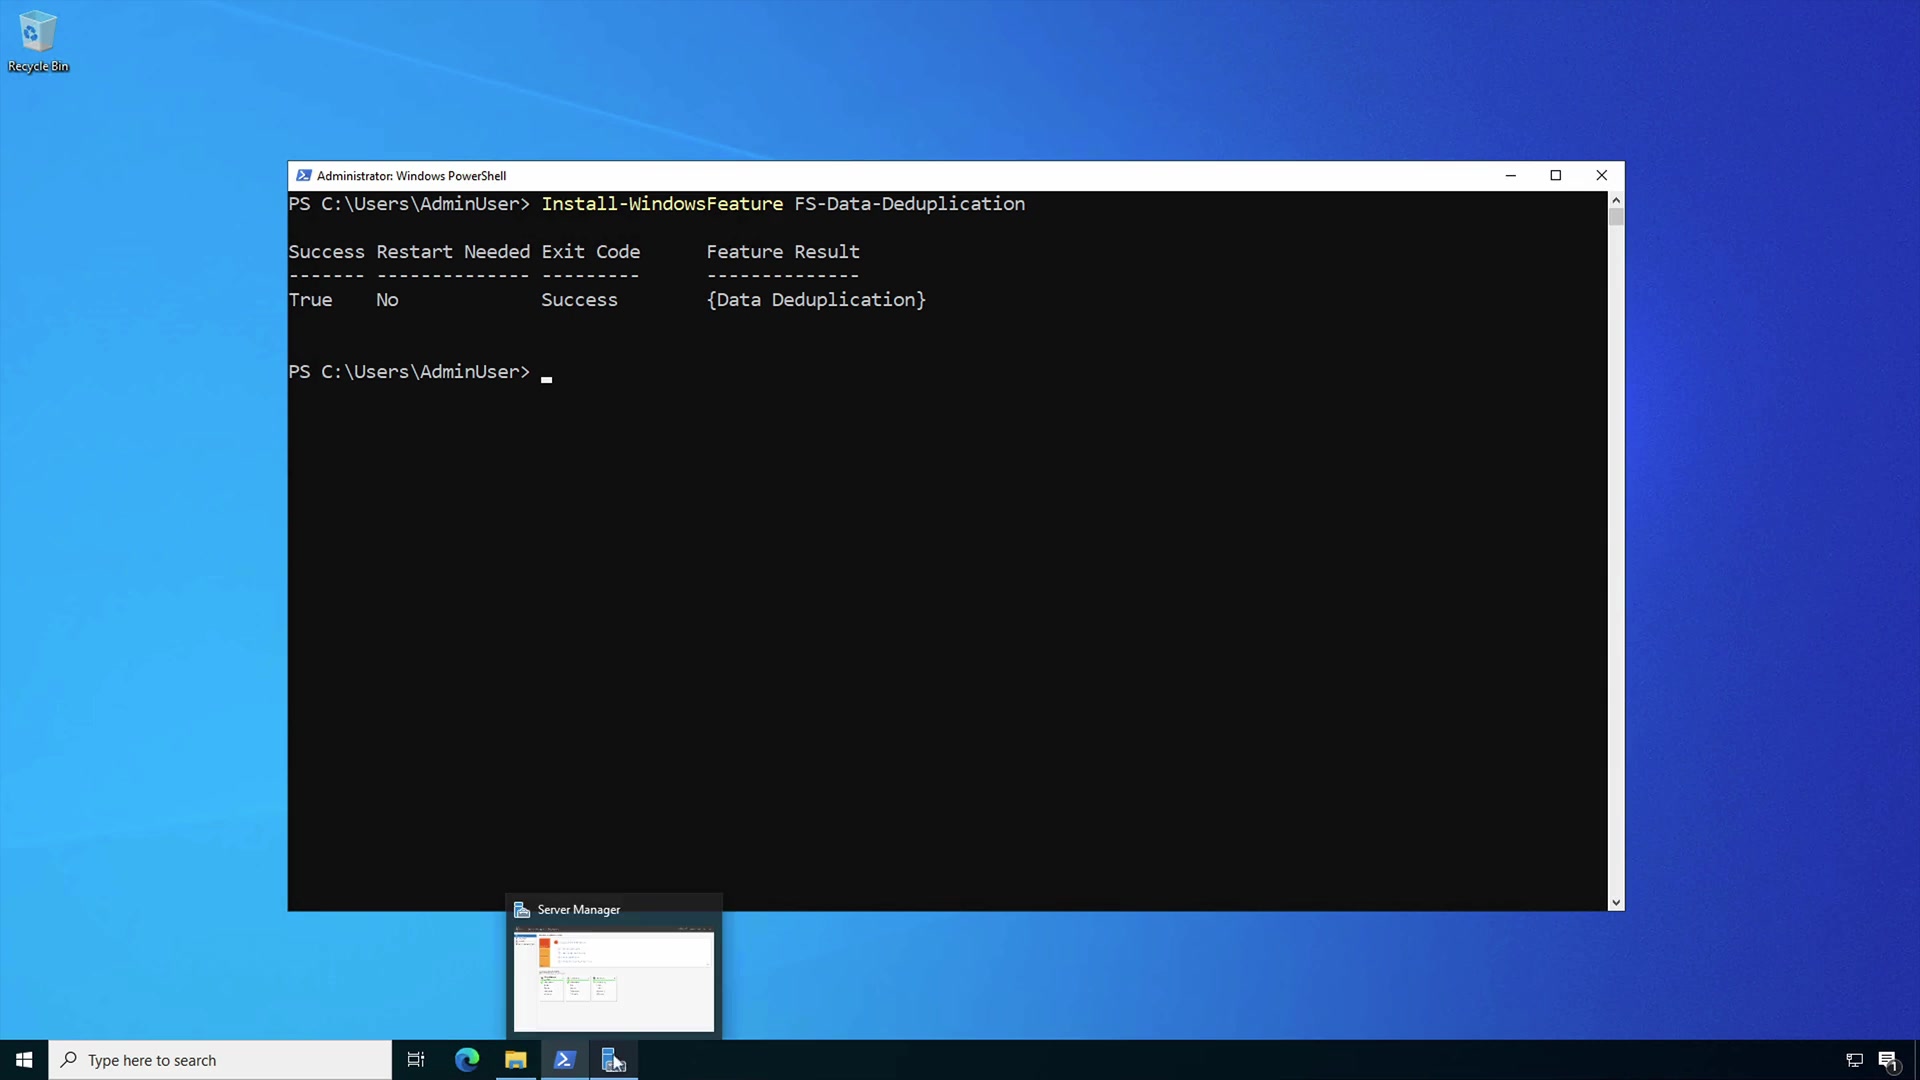 Recycle Bin
Administrator: Windows PowerShell
PS C:\Users\AdminUser> Install-WindowsFeature FS-Data-Deduplication
Success Restart Needed Exit Code      Feature Result
------- -------------- ---------      --------------
True    No             Success        {Data Deduplication}
PS C:\Users\AdminUser>
Server Manager
Type here to search
1